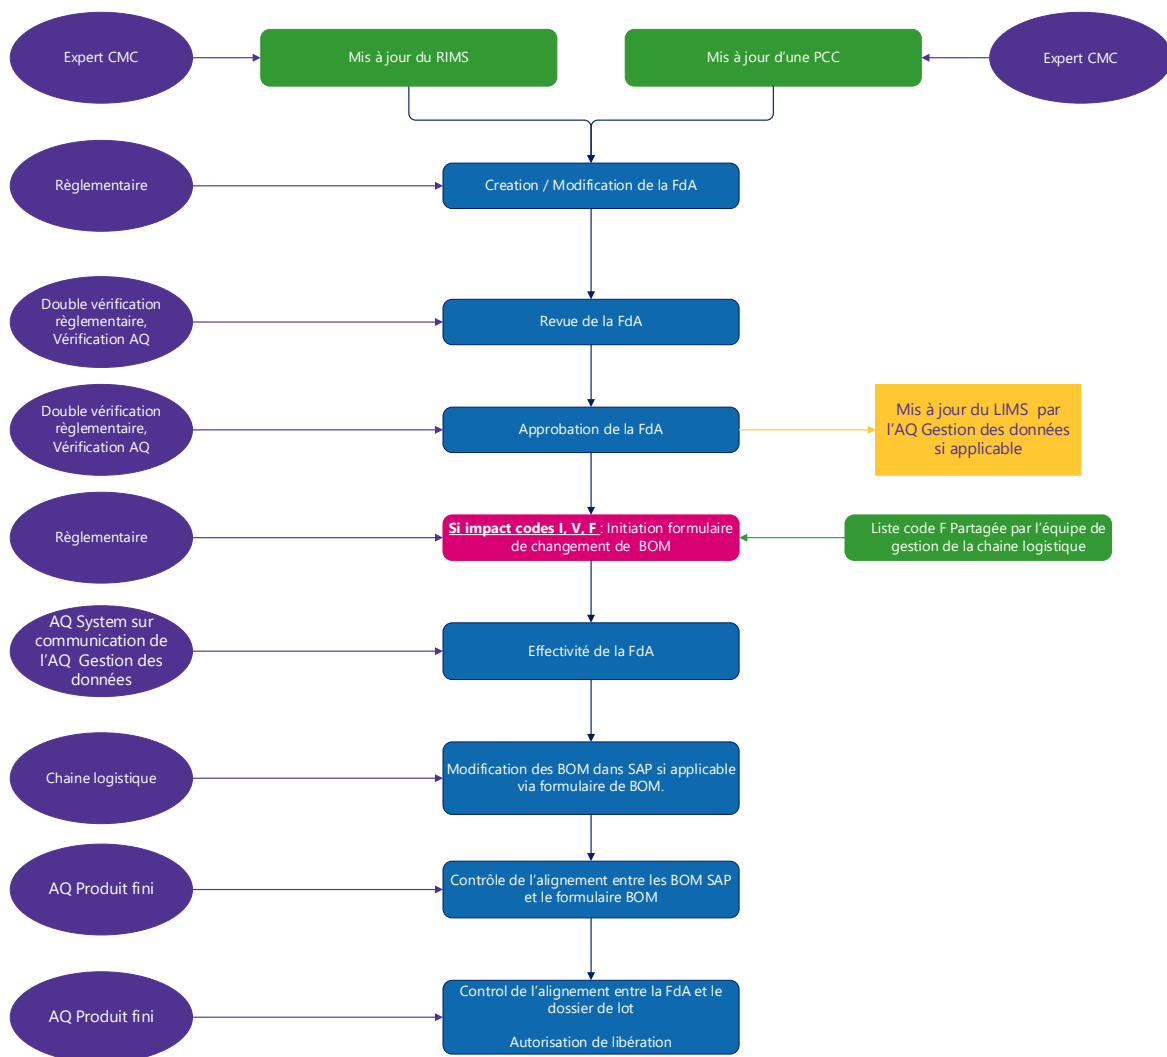 Expert CMC
Mis à jour du RIMS
Mis à jour d'une PCC
Expert CMC
Règlementaire
Creation / Modification de la FdA
Double vérification
règlementaire,
Vérification AQ
Revue de la FdA
Double vérification
règlementaire,
Vérification AQ
Approbation de la FdA
Mis à jour du LIMS par
l'AQ Gestion des données
si applicable
Règlementaire
Si impact codes I, V, F : Initiation formulaire
de changement de BOM
Liste code F Partagée par l'équipe de
gestion de la chaine logistique
AQ System sur
communication de
l'AQ Gestion des
données
Effectivité de la FdA
Chaine logistique
Modification des BOM dans SAP si applicable
via formulaire de BOM.
AQ Produit fini
Contrôle de l'alignement entre les BOM SAP
et le formulaire BOM
AQ Produit fini
Control de l'alignement entre la FdA et le
dossier de lot
Autorisation de libération